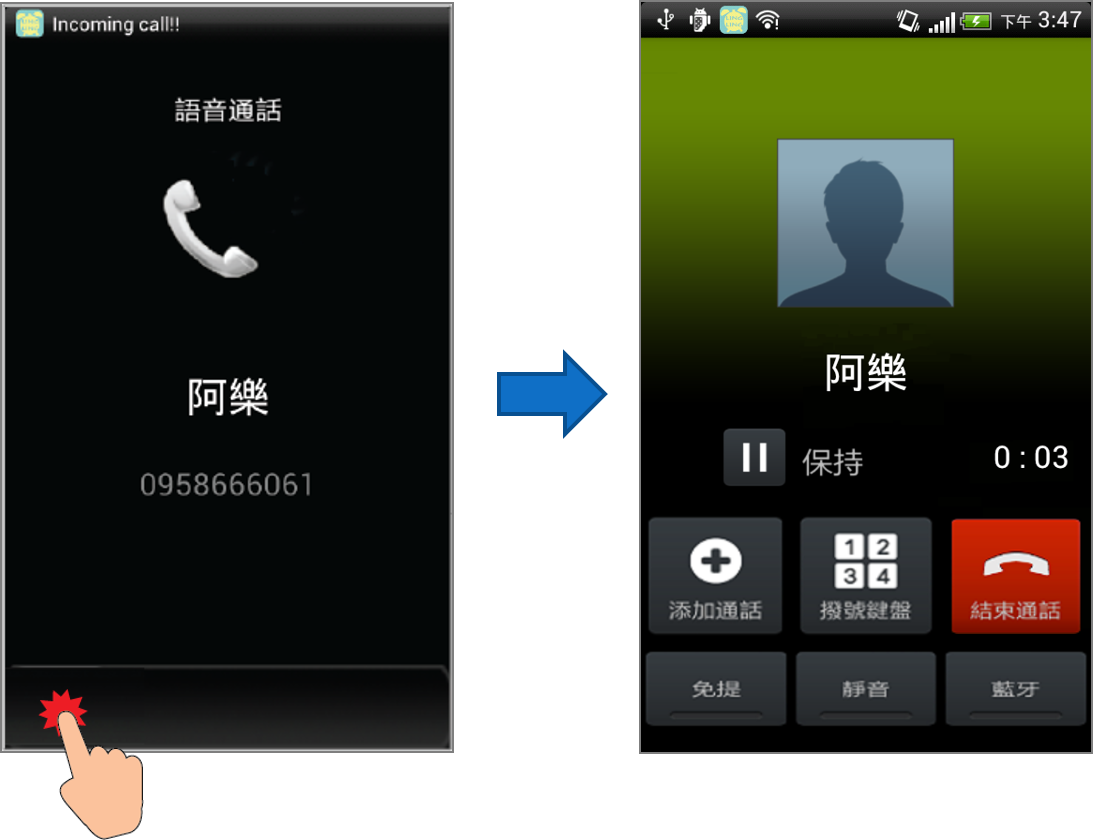 Incoming call!!
語音通話
阿樂
0958666061
下午 3:47
阿樂
保持
0 : 03
添加通話
1 2
3 4
撥號鍵盤
結束通話
免提
靜音
藍牙